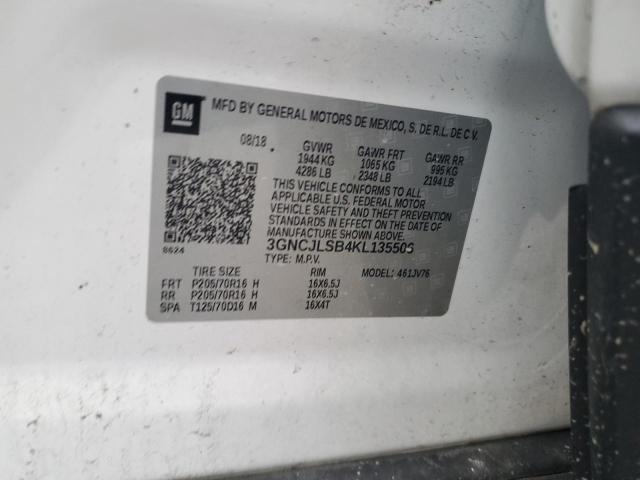 GM
MFD BY GENERAL MOTORS DE MEXICO, S. DE R.L. DE C.V.
08/18 GVWR GAWR FRT GAWR RR
1944 KG 1065 KG 995 KG
4286 LB 2348 LB 2194 LB
THIS VEHICLE CONFORMS TO ALL
APPLICABLE U.S. FEDERAL MOTOR
VEHICLE SAFETY AND THEFT PREVENTION
STANDARDS IN EFFECT ON THE DATE OF
MANUFACTURE SHOWN ABOVE.
8624
3GNCJLSB4KL135506
TYPE: M.P.V.
TIRE SIZE RIM MODEL: 461JV76
FRT P205/70R16 H 16X6.5J
RR P205/70R16 H 16X6.5J
SPA T125/70D16 M 16X4T